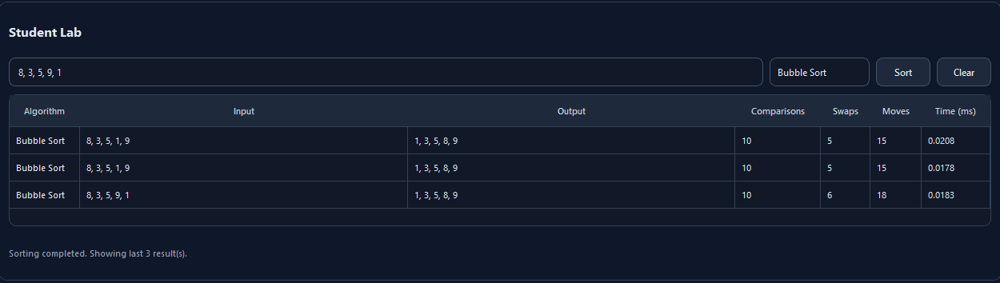 Student Lab
8, 3, 5, 9, 1 Bubble Sort Sort Clear
Algorithm Input Output Comparisons Swaps Moves Time (ms)
Bubble Sort 8, 3, 5, 1, 9 1, 3, 5, 8, 9 10 5 15 0.0208
Bubble Sort 8, 3, 5, 1, 9 1, 3, 5, 8, 9 10 5 15 0.0178
Bubble Sort 8, 3, 5, 9, 1 1, 3, 5, 8, 9 10 6 18 0.0183
Sorting completed. Showing last 3 result(s).